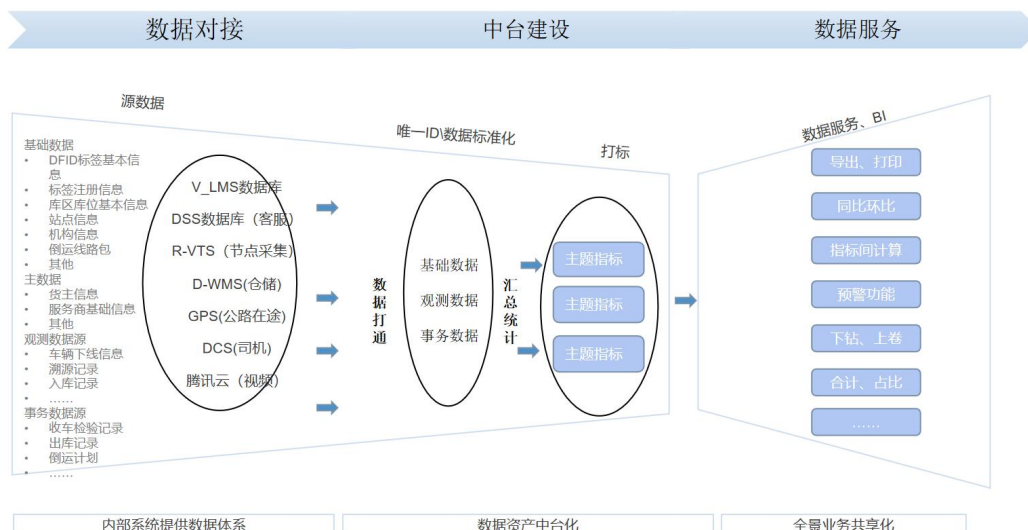 数据对接
中台建设
数据服务
源数据
唯一ID\数据标准化
打标
数据服务、BI
基础数据
• DFID标签基本信
息
• 标签注册信息
• 库区库位基本信息
• 站点信息
• 机构信息
• 倒运线路包
• 其他
主数据
• 货主信息
• 服务商基础信息
• 其他
观测数据源
• 车辆下线信息
• 溯源记录
• 入库记录
• ……
事务数据源
• 收车检验记录
• 出库记录
• 倒运计划
• ……
V_LMS数据库
DSS数据库（客服）
R-VTS（节点采集）
D-WMS(仓储)
GPS(公路在途)
DCS(司机)
腾讯云（视频）
数据打通
基础数据
观测数据
事务数据
汇总统计
主题指标
主题指标
主题指标
导出、打印
同比环比
指标间计算
预警功能
下钻、上卷
合计、占比
……
内部系统提供数据体系
数据资产中台化
全景业务共享化